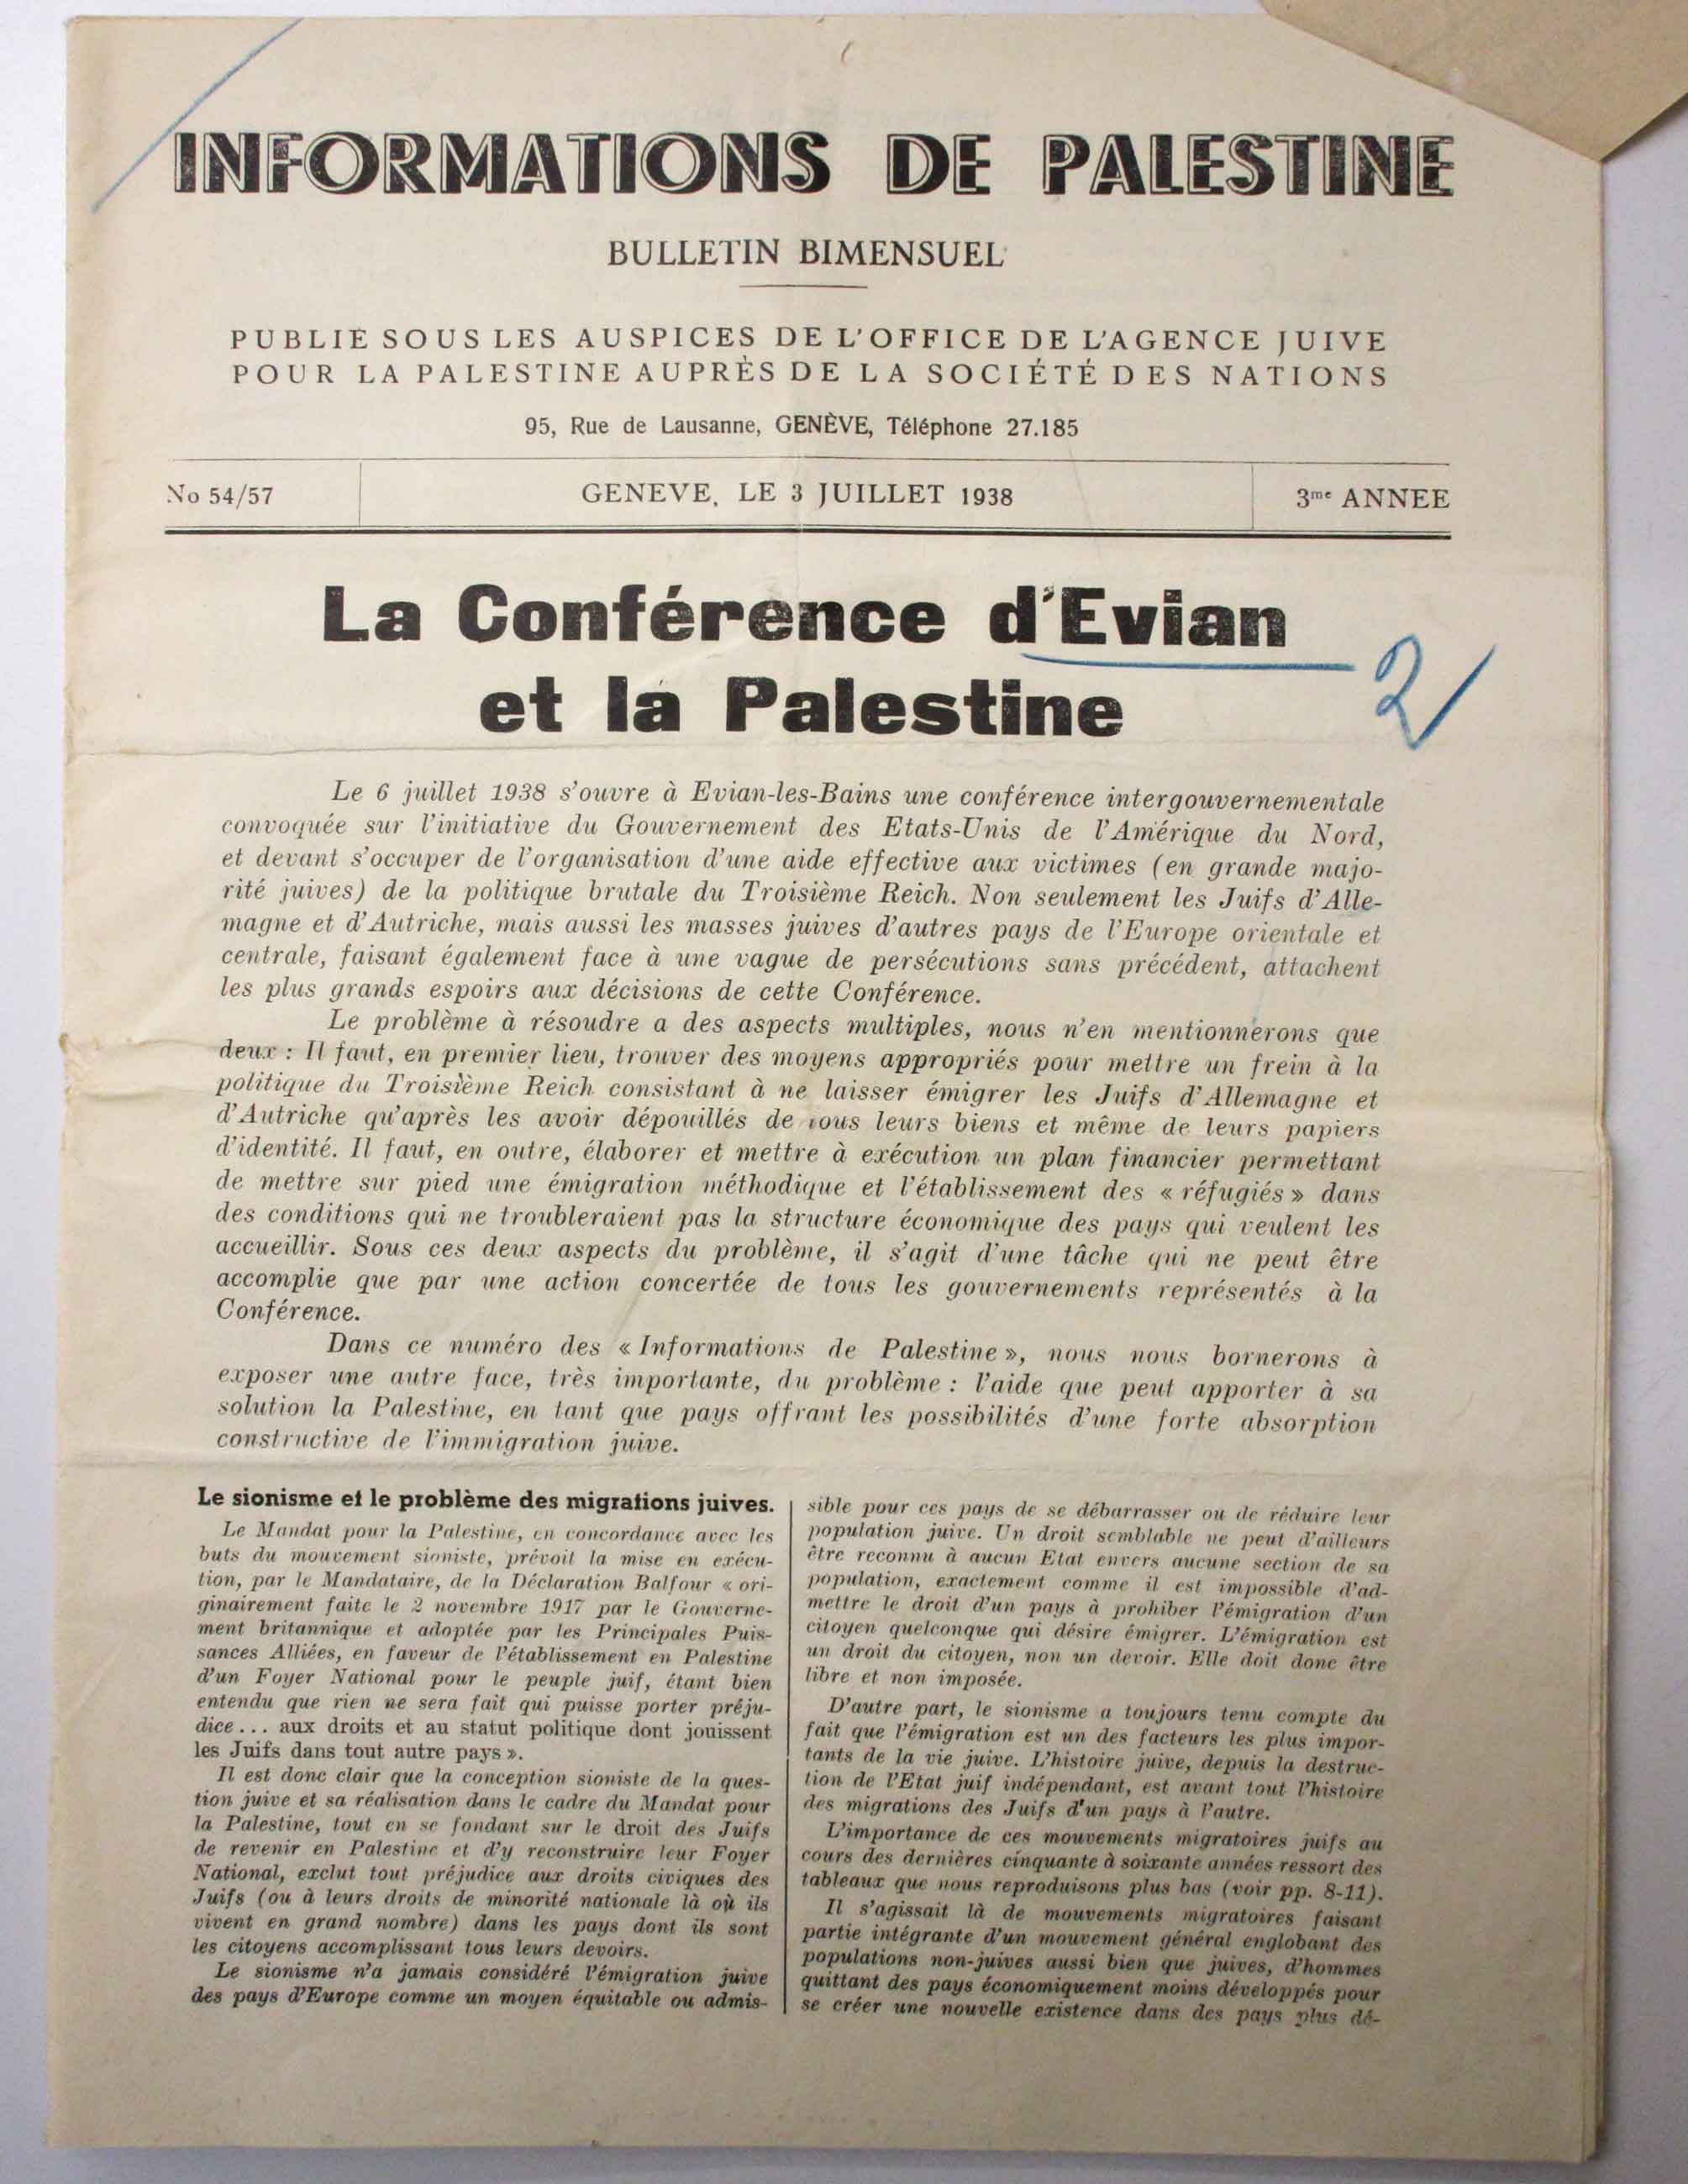 INFORMATIONS DE PALESTINE
BULLETIN BIMENSUEL
PUBLIÉ SOUS LES AUSPICES DE L'OFFICE DE L'AGENCE JUIVE
POUR LA PALESTINE AUPRÈS DE LA SOCIÉTÉ DES NATIONS
95, Rue de Lausanne, GENÈVE, Téléphone 27.185
No 54/57 GENEVE, LE 3 JUILLET 1938 3me ANNEE
La Conférence d'Evian
et la Palestine
2
Le 6 juillet 1938 s'ouvre à Evian-les-Bains une conférence intergouvernementale
convoquée sur l'initiative du Gouvernement des Etats-Unis de l'Amérique du Nord,
et devant s'occuper de l'organisation d'une aide effective aux victimes (en grande majo-
rité juives) de la politique brutale du Troisième Reich. Non seulement les Juifs d'Alle-
magne et d'Autriche, mais aussi les masses juives d'autres pays de l'Europe orientale et
centrale, faisant également face à une vague de persécutions sans précédent, attachent
les plus grands espoirs aux décisions de cette Conférence.
Le problème à résoudre a des aspects multiples, nous n'en mentionnerons que
deux : Il faut, en premier lieu, trouver des moyens appropriés pour mettre un frein à la
politique du Troisième Reich consistant à ne laisser émigrer les Juifs d'Allemagne et
d'Autriche qu'après les avoir dépouillés de tous leurs biens et même de leurs papiers
d'identité. Il faut, en outre, élaborer et mettre à exécution un plan financier permettant
de mettre sur pied une émigration méthodique et l'établissement des « réfugiés » dans
des conditions qui ne troubleraient pas la structure économique des pays qui veulent les
accueillir. Sous ces deux aspects du problème, il s'agit d'une tâche qui ne peut être
accomplie que par une action concertée de tous les gouvernements représentés à la
Conférence.
Dans ce numéro des « Informations de Palestine », nous nous bornerons à
exposer une autre face, très importante, du problème : l'aide que peut apporter à sa
solution la Palestine, en tant que pays offrant les possibilités d'une forte absorption
constructive de l'immigration juive.
Le sionisme et le problème des migrations juives.
Le Mandat pour la Palestine, en concordance avec les
buts du mouvement sioniste, prévoit la mise en exécu-
tion, par le Mandataire, de la Déclaration Balfour « ori-
ginairement faite le 2 novembre 1917 par le Gouverne-
ment britannique et adoptée par les Principales Puis-
sances Alliées, en faveur de l'établissement en Palestine
d'un Foyer National pour le peuple juif, étant bien
entendu que rien ne sera fait qui puisse porter préju-
dice... aux droits et au statut politique dont jouissent
les Juifs dans tout autre pays ».
Il est donc clair que la conception sioniste de la ques-
tion juive et sa réalisation dans le cadre du Mandat pour
la Palestine, tout en se fondant sur le droit des Juifs
de revenir en Palestine et d'y reconstruire leur Foyer
National, exclut tout préjudice aux droits civiques des
Juifs (ou à leurs droits de minorité nationale là où ils
vivent en grand nombre) dans les pays dont ils sont
les citoyens accomplissant tous leurs devoirs.
Le sionisme n'a jamais considéré l'émigration juive
des pays d'Europe comme un moyen équitable ou admis-
sible pour ces pays de se débarrasser ou de réduire leur
population juive. Un droit semblable ne peut d'ailleurs
être reconnu à aucun Etat envers aucune section de sa
population, exactement comme il est impossible d'ad-
mettre le droit d'un pays à prohiber l'émigration d'un
citoyen quelconque qui désire émigrer. L'émigration est
un droit du citoyen, non un devoir. Elle doit donc être
libre et non imposée.
D'autre part, le sionisme a toujours tenu compte du
fait que l'émigration est un des facteurs les plus impor-
tants de la vie juive. L'histoire juive, depuis la destruc-
tion de l'Etat juif indépendant, est avant tout l'histoire
des migrations des Juifs d'un pays à l'autre.
L'importance de ces mouvements migratoires juifs au
cours des dernières cinquante à soixante années ressort des
tableaux que nous reproduisons plus bas (voir pp. 8-11).
Il s'agissait là de mouvements migratoires faisant
partie intégrante d'un mouvement général englobant des
populations non-juives aussi bien que juives, d'hommes
quittant des pays économiquement moins développés pour
se créer une nouvelle existence dans des pays plus dé-